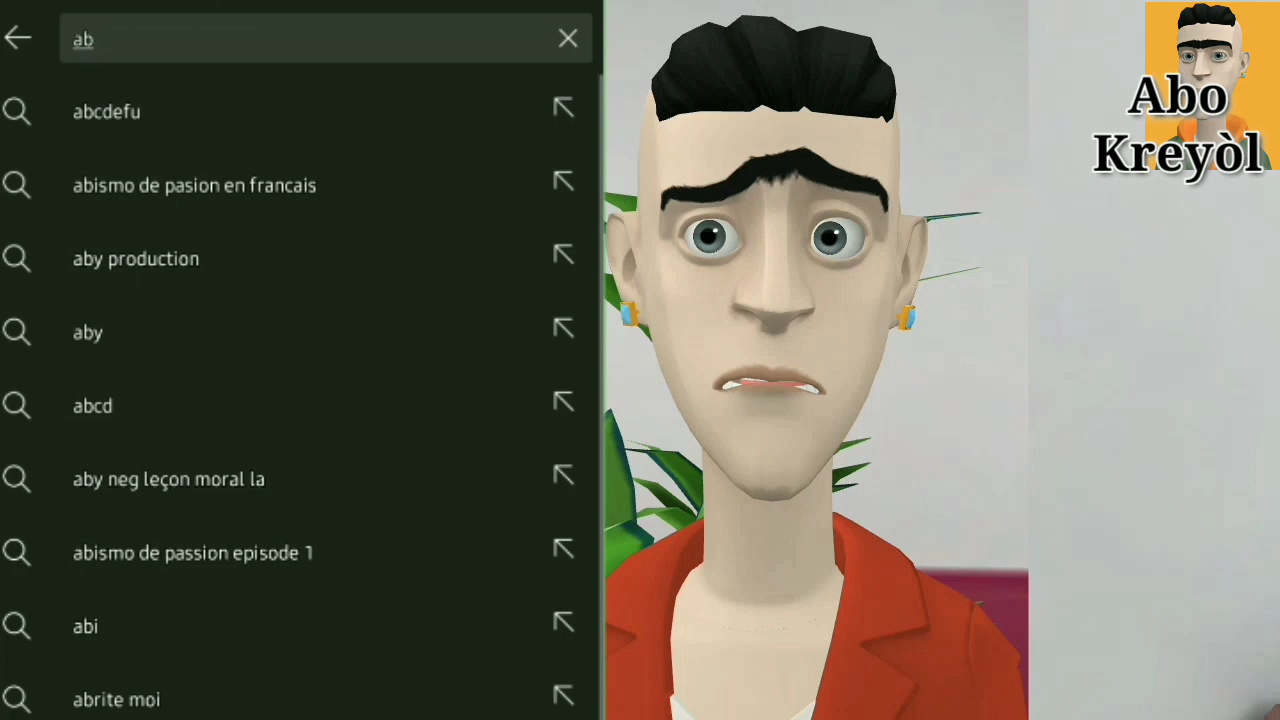 ab
abcdefu
abismo de pasion en francais
aby production
aby
abcd
aby neg leçon moral la
abismo de passion episode 1
abi
abrite moi
Abo
Kreyòl